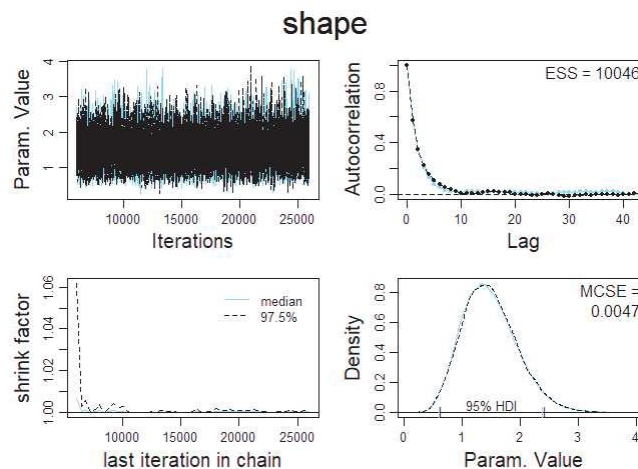 shape
Param. Value
1 2 3 4
10000 15000 20000 25000
Iterations
Autocorrelation
0.0 0.4 0.8
ESS = 10046
0 10 20 30 40
Lag
shrink factor
1.00 1.02 1.04 1.06
median
97.5%
10000 15000 20000 25000
last iteration in chain
Density
0.0 0.2 0.4 0.6 0.8
MCSE =
0.0047
95% HDI
0 1 2 3 4
Param. Value